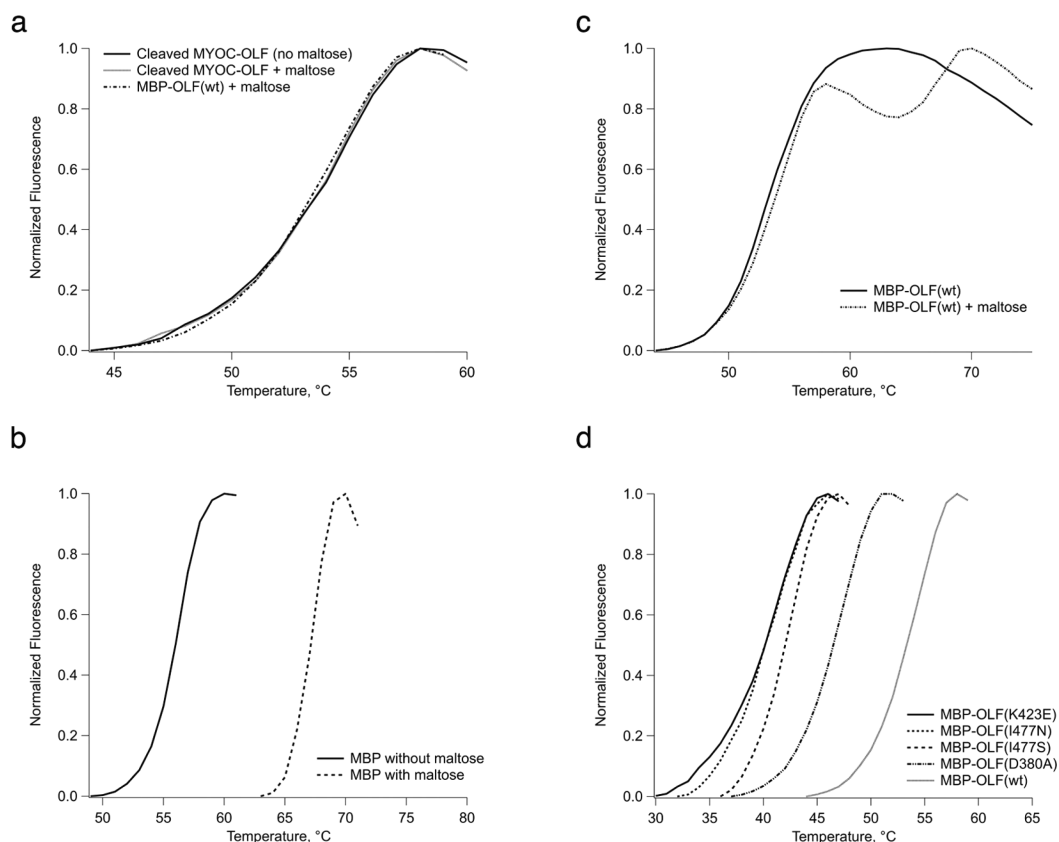 a
Cleaved MYOC-OLF (no maltose)
Cleaved MYOC-OLF + maltose
MBP-OLF(wt) + maltose
1.0
0.8
0.6
0.4
0.2
0.0
Normalized Fluorescence
45
50
55
60
Temperature, °C
c
1.0
0.8
0.6
0.4
0.2
0.0
Normalized Fluorescence
MBP-OLF(wt)
MBP-OLF(wt) + maltose
50
60
70
Temperature, °C
b
1.0
0.8
0.6
0.4
0.2
0.0
Normalized Fluorescence
MBP without maltose
MBP with maltose
50
55
60
65
70
75
80
Temperature, °C
d
1.0
0.8
0.6
0.4
0.2
0.0
Normalized Fluorescence
MBP-OLF(K423E)
MBP-OLF(I477N)
MBP-OLF(I477S)
MBP-OLF(D380A)
MBP-OLF(wt)
30
35
40
45
50
55
60
65
Temperature, °C